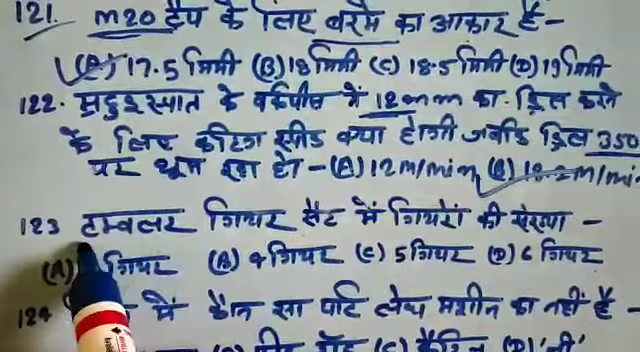 121. M20 टैप के लिए बरमे का आकार है-
(A) 17.5 मिमी (B) 18 मिमी (C) 18.5 मिमी (D) 19 मिमी
122. मृदु इस्पात के वर्कपीस में 12mm का ड्रिल करने
के लिए कटिंग स्पीड क्या होगी जबकि ड्रिल 350
पर घूम रहा हो-(A) 12 m/min (B) m/min
123 टम्बलर गियर सैट में गियरों की संख्या -
(A) गियर (B) 4 गियर (C) 5 गियर (D) 6 गियर
124 में कौन सा पार्ट लेथ मशीन का नहीं है -
(C) कैरिज (D) 'वी'